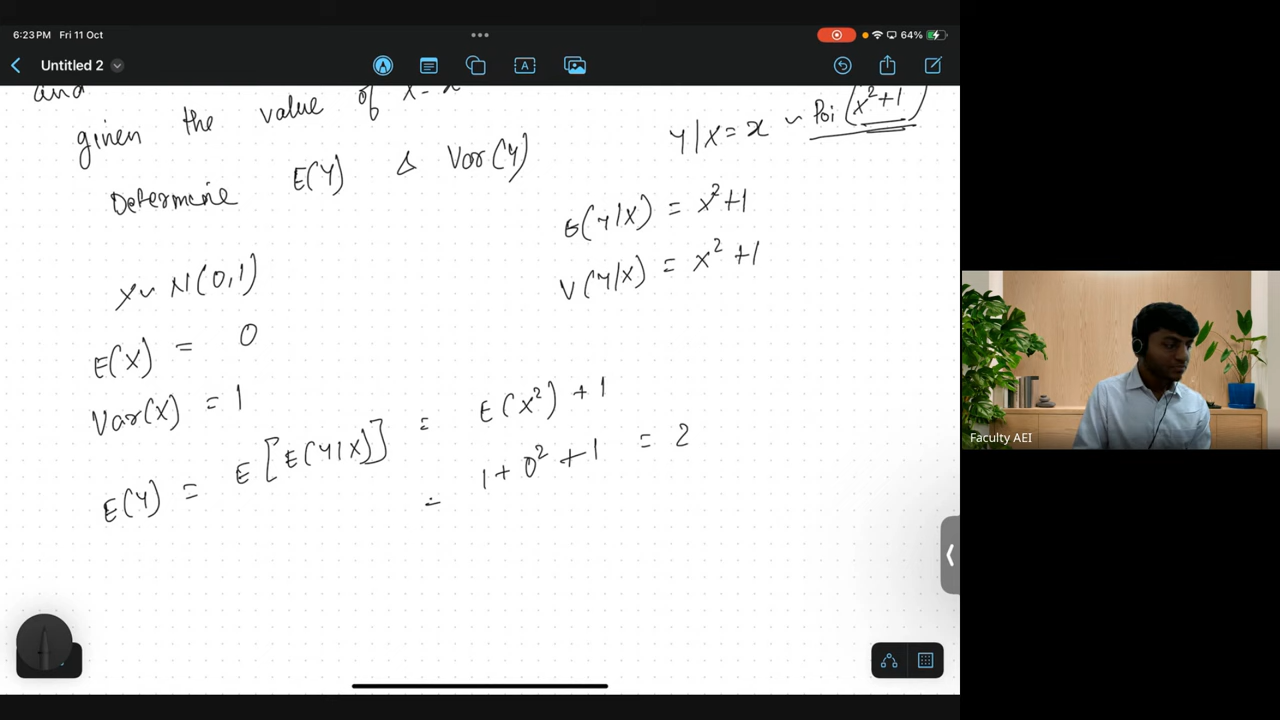 6:23 PM Fri 11 Oct
64%
Untitled 2
A
and
given the value of X = x
Y/X = x ~ Poi (x²+1)
Determine E(Y) & Var(Y)
E(Y/X) = x²+1
V(Y/X) = x²+1
X ~ N(0,1)
E(X) = 0
Var(X) = 1
E(Y) = E[E(Y/X)] = E(X²) + 1
= 1 + 0² + 1 = 2
Faculty AEI